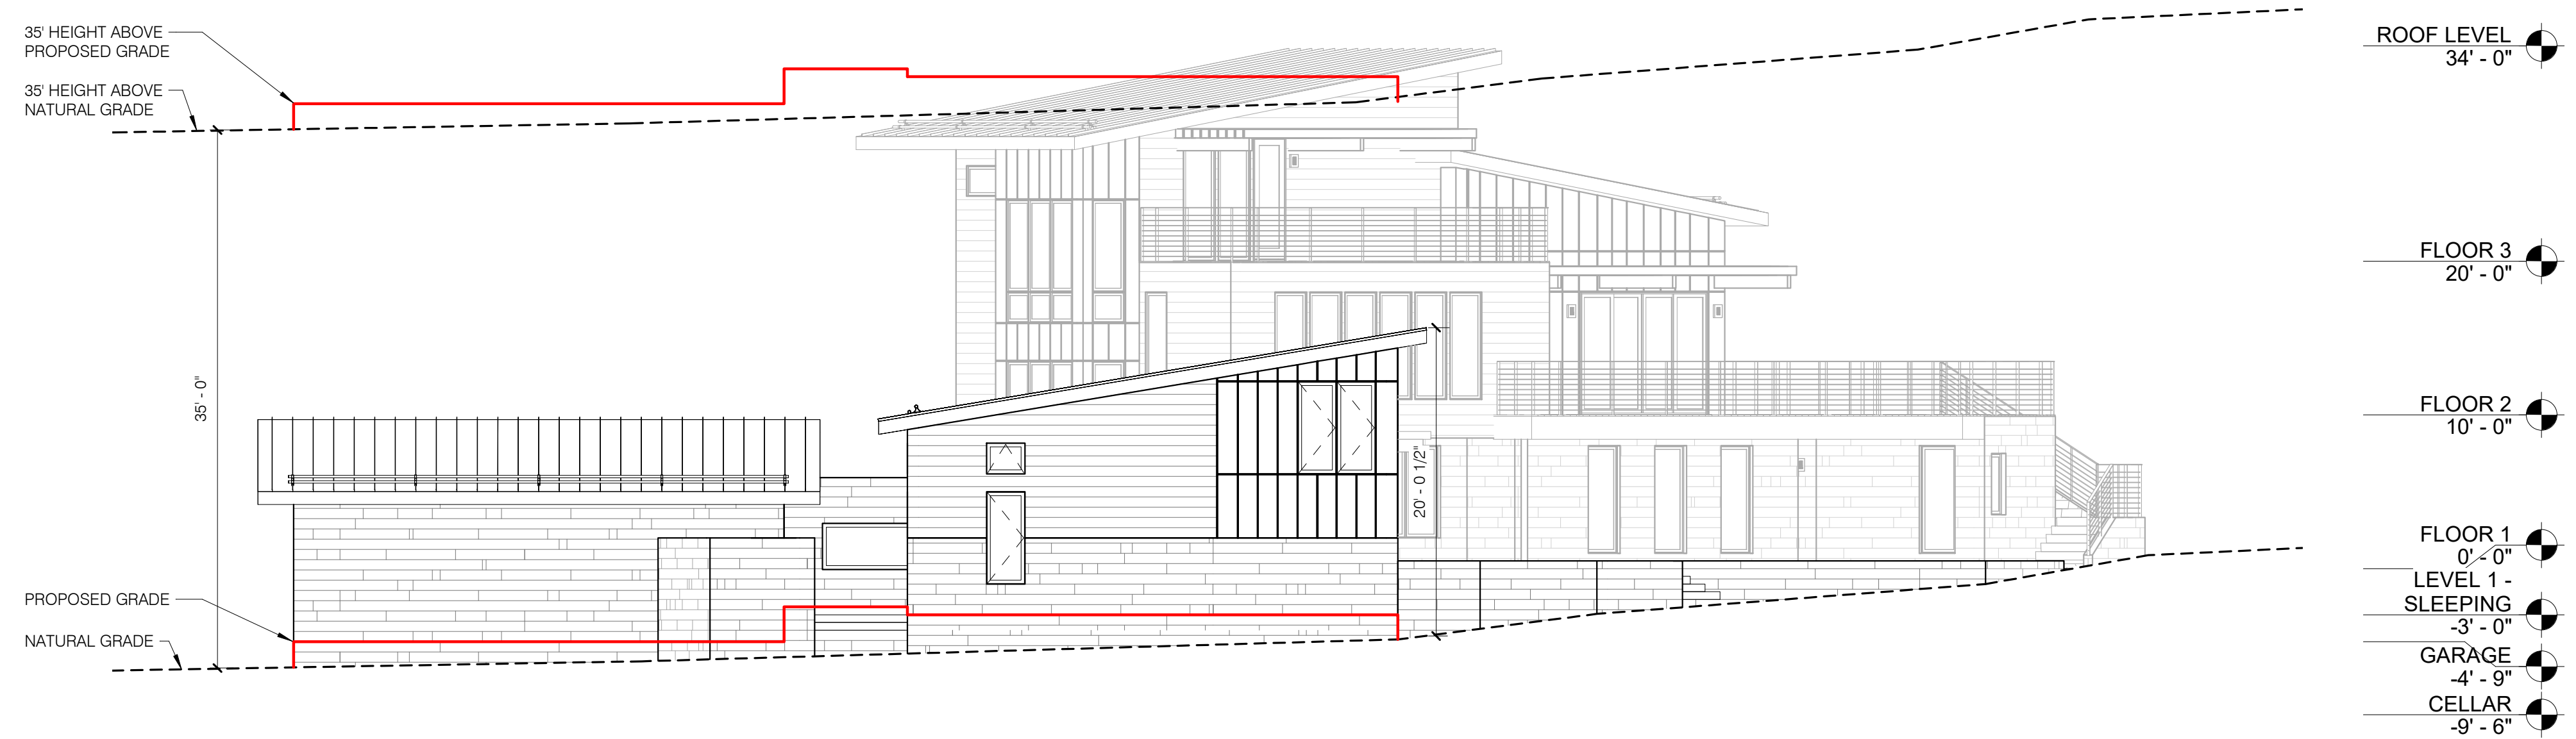 35' HEIGHT ABOVE
PROPOSED GRADE
35' HEIGHT ABOVE
NATURAL GRADE
35' - 0"
PROPOSED GRADE
NATURAL GRADE
20' - 0 1/2"
ROOF LEVEL
34' - 0"
FLOOR 3
20' - 0"
FLOOR 2
10' - 0"
FLOOR 1
0' - 0"
LEVEL 1 -
SLEEPING
-3' - 0"
GARAGE
-4' - 9"
CELLAR
-9' - 6"